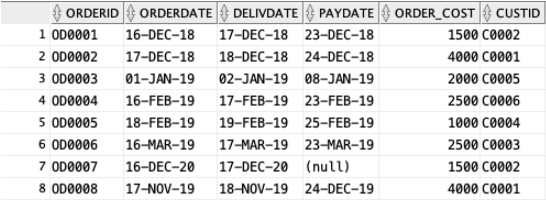 ORDERID ORDERDATE DELIVDATE PAYDATE ORDER_COST CUSTID
1 OD0001 16-DEC-18 17-DEC-18 23-DEC-18 1500 C0002
2 OD0002 17-DEC-18 18-DEC-18 24-DEC-18 4000 C0001
3 OD0003 01-JAN-19 02-JAN-19 08-JAN-19 2000 C0005
4 OD0004 16-FEB-19 17-FEB-19 23-FEB-19 2500 C0006
5 OD0005 18-FEB-19 19-FEB-19 25-FEB-19 1000 C0004
6 OD0006 16-MAR-19 17-MAR-19 23-MAR-19 2500 C0003
7 OD0007 16-DEC-20 17-DEC-20 (null) 1500 C0002
8 OD0008 17-NOV-19 18-NOV-19 24-DEC-19 4000 C0001